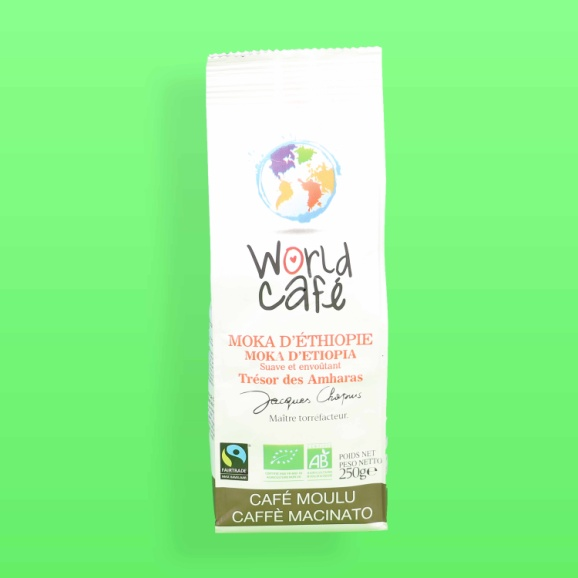 World
café
MOKA D'ÉTHIOPIE
MOKA D'ETIOPIA
Suave et envoûtant
Trésor des Amharas
Jacques Chapus
Maître torréfacteur
FAIRTRADE
AB
POIDS NET
PESO NETTO
250g℮
CAFÉ MOULU
CAFFÈ MACINATO